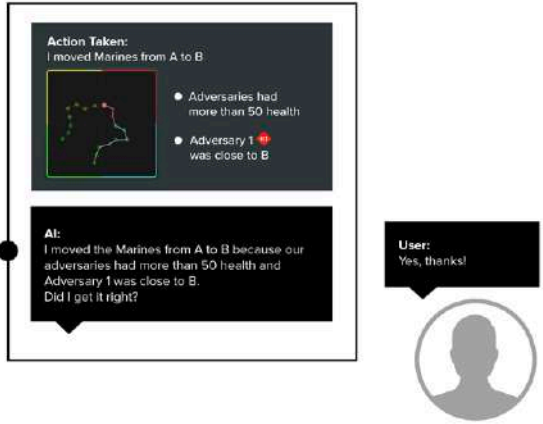 Action Taken:
I moved Marines from A to B
Adversaries had
more than 50 health
Adversary 1
was close to B
AI:
I moved the Marines from A to B because our
adversaries had more than 50 health and
Adversary 1 was close to B.
Did I get it right?
User:
Yes, thanks!